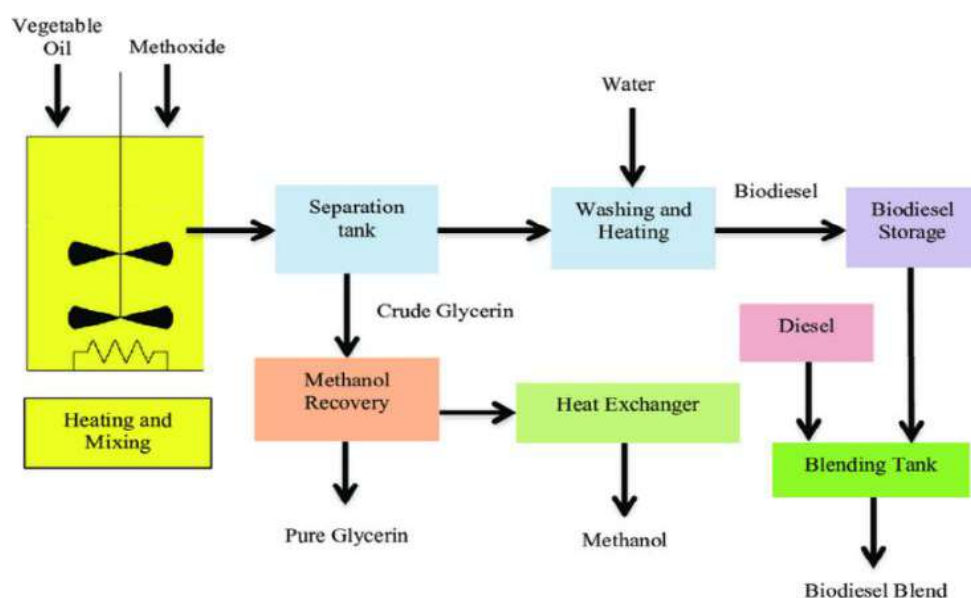 Vegetable
Oil
Methoxide
Water
Separation
tank
Washing and
Heating
Biodiesel
Biodiesel
Storage
Crude Glycerin
Diesel
Methanol
Recovery
Heat Exchanger
Heating and
Mixing
Blending Tank
Pure Glycerin
Methanol
Biodiesel Blend